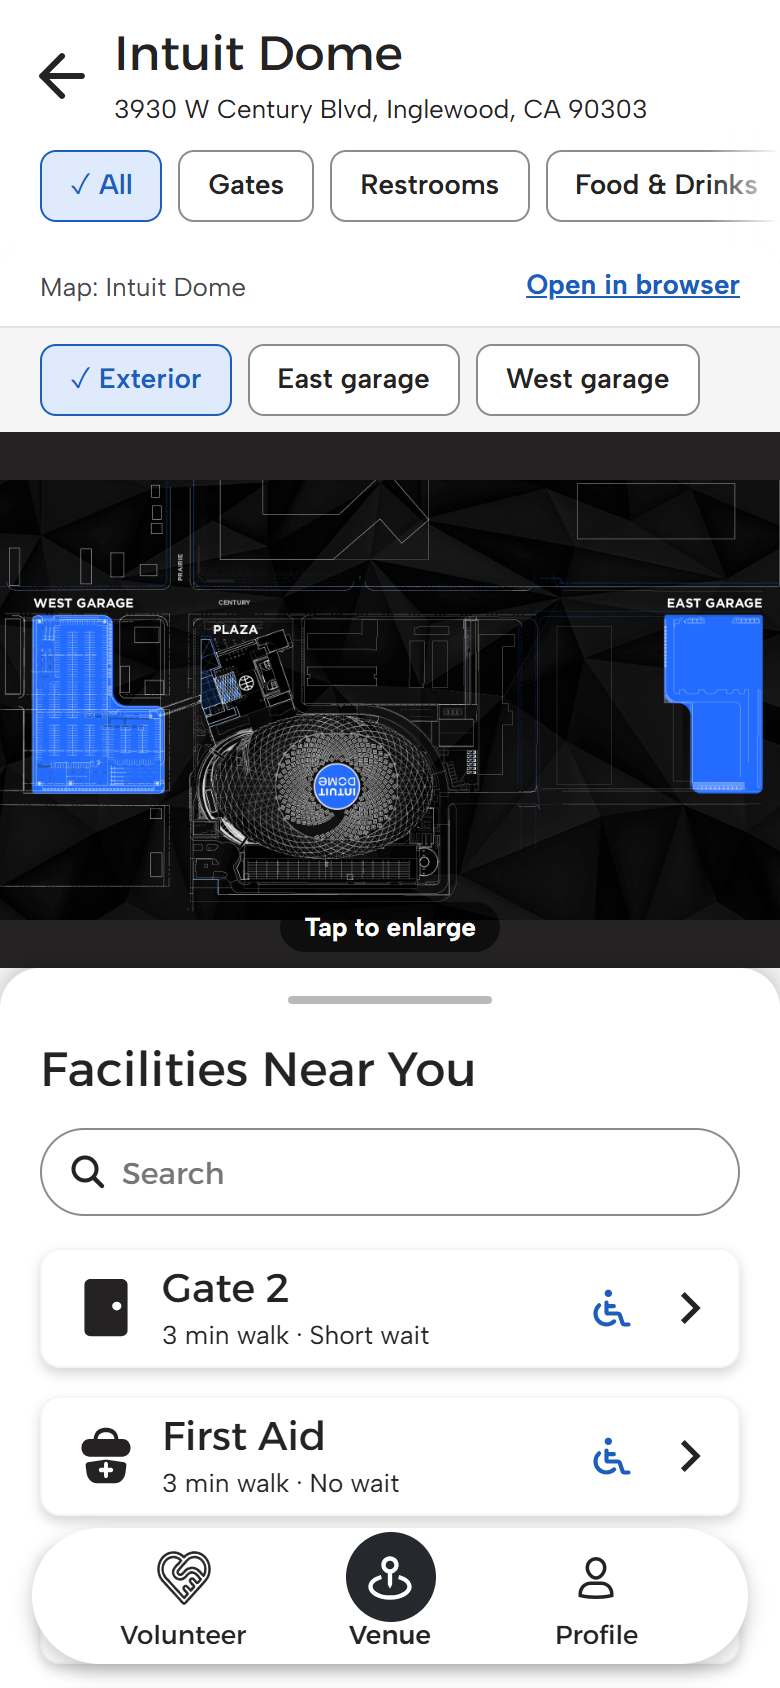 Intuit Dome
3930 W Century Blvd, Inglewood, CA 90303
✓ All
Gates
Restrooms
Food & Drinks
Map: Intuit Dome
Open in browser
✓ Exterior
East garage
West garage
PRAIRIE
WEST GARAGE
CENTURY
EAST GARAGE
PLAZA
INTUIT
DOME
Tap to enlarge
Facilities Near You
Search
Gate 2
3 min walk · Short wait
First Aid
3 min walk · No wait
Volunteer
Venue
Profile